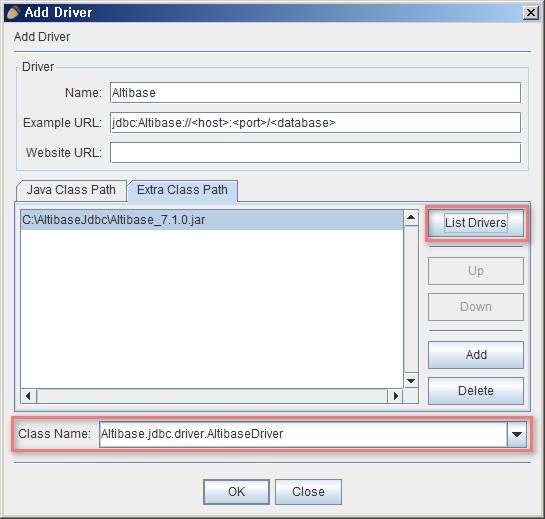 Add Driver
Add Driver
Driver
Name: Altibase
Example URL: jdbc:Altibase://<host>:<port>/<database>
Website URL:
Java Class Path Extra Class Path
C:\AltibaseJdbc\Altibase_7.1.0.jar
List Drivers
Up
Down
Add
Delete
Class Name: Altibase.jdbc.driver.AltibaseDriver
OK Close